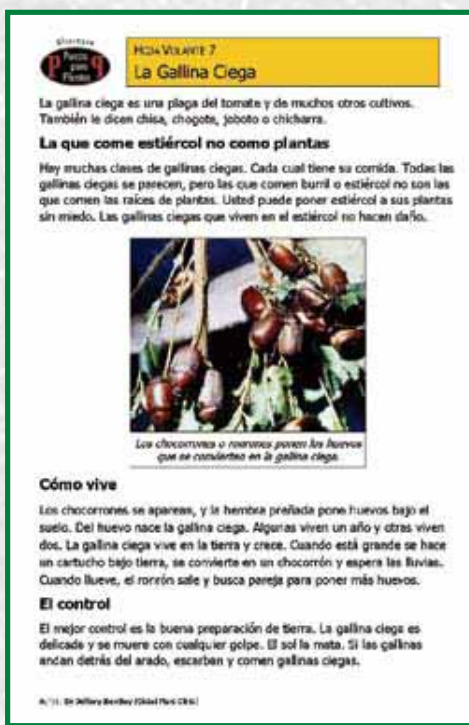 Puestos
para
Plantas
HOJA VOLANTE 7
La Gallina Ciega
La gallina ciega es una plaga del tomate y de muchos otros cultivos.
También le dicen chisa, chogote, joboto o chicharra.
La que come estiércol no come plantas
Hay muchas clases de gallinas ciegas. Cada cual tiene su comida. Todas las
gallinas ciegas se parecen, pero las que comen burril o estiércol no son las
que comen las raíces de plantas. Usted puede poner estiércol a sus plantas
sin miedo. Las gallinas ciegas que viven en el estiércol no hacen daño.
Los chocorrones o ronrones ponen los huevos
que se convierten en la gallina ciega.
Cómo vive
Los chocorrones se aparean, y la hembra preñada pone huevos bajo el
suelo. Del huevo nace la gallina ciega. Algunas viven un año y otras viven
dos. La gallina ciega vive en la tierra y crece. Cuando está grande se hace
un cartucho bajo tierra, se convierte en un chocorrón y espera las lluvias.
Cuando llueve, el ronrón sale y busca pareja para poner más huevos.
El control
El mejor control es la buena preparación de tierra. La gallina ciega es
delicada y se muere con cualquier golpe. El sol la mata. Si las gallinas
andan detrás del arado, escarban y comen gallinas ciegas.
Jeffery Bentley (Global Plant Clinic)